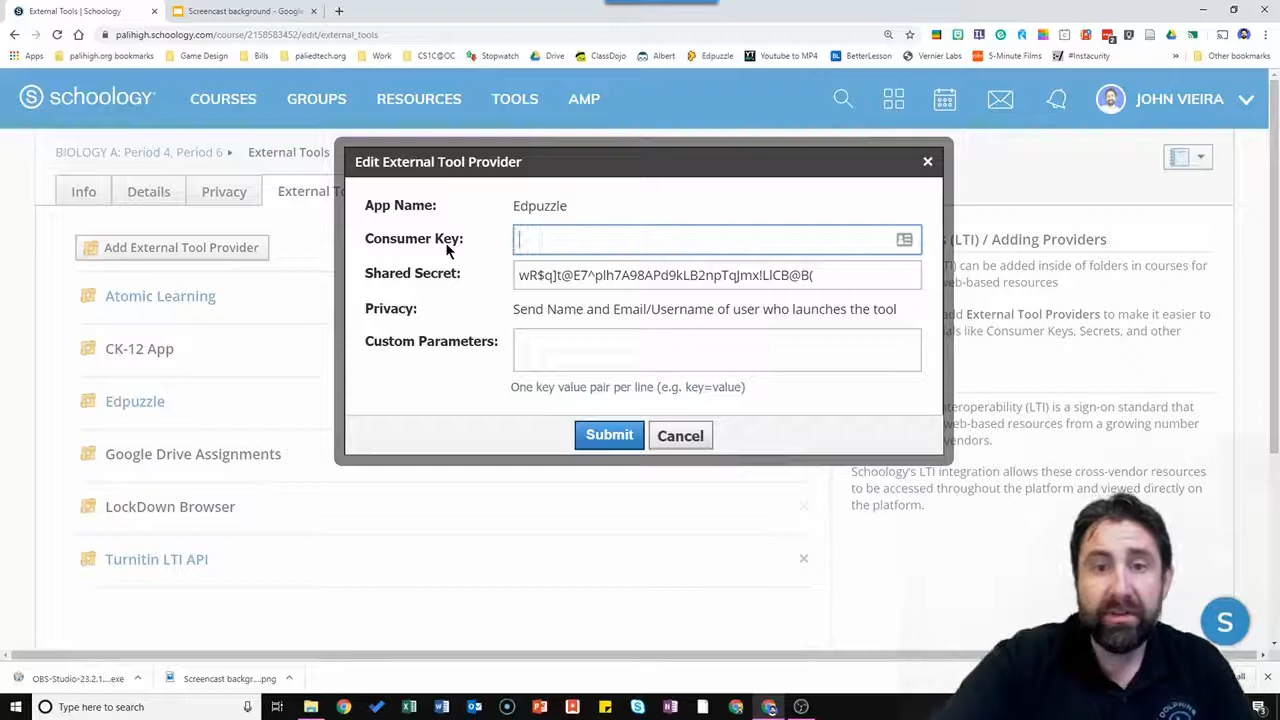 External Tools | Schoology
Screencast background - Google
palihigh.schoology.com/course/2158583452/edit/external_tools
Apps
palihigh.org bookmarks
Game Design
Bills
paliedtech.org
Work
CS1C@OC
Stopwatch
Drive
ClassDojo
Albert
Edpuzzle
Youtube to MP4
BetterLesson
Vernier Labs
5-Minute Films
#Instacurity
Other bookmarks
S schoology
COURSES
GROUPS
RESOURCES
TOOLS
AMP
JOHN VIEIRA
BIOLOGY A: Period 4, Period 6
External Tools
Info
Details
Privacy
External To
Add External Tool Provider
Atomic Learning
CK-12 App
Edpuzzle
Google Drive Assignments
LockDown Browser
Turnitin LTI API
Edit External Tool Provider
App Name: Edpuzzle
Consumer Key:
Shared Secret: wR$q]t@E7^plh7A98APd9kLB2npTqJmx!LlCB@B(
Privacy: Send Name and Email/Username of user who launches the tool
Custom Parameters:
One key value pair per line (e.g. key=value)
Submit
Cancel
(LTI) / Adding Providers
(LTI) can be added inside of folders in courses for
web-based resources
add External Tool Providers to make it easier to
als like Consumer Keys, Secrets, and other
teroperability (LTI) is a sign-on standard that
web-based resources from a growing number
vendors.
Schoology's LTI integration allows these cross-vendor resources
to be accessed throughout the platform and viewed directly on
the platform.
S
OBS-Studio-23.2.1....exe
Screencast backgr....png
all
Type here to search